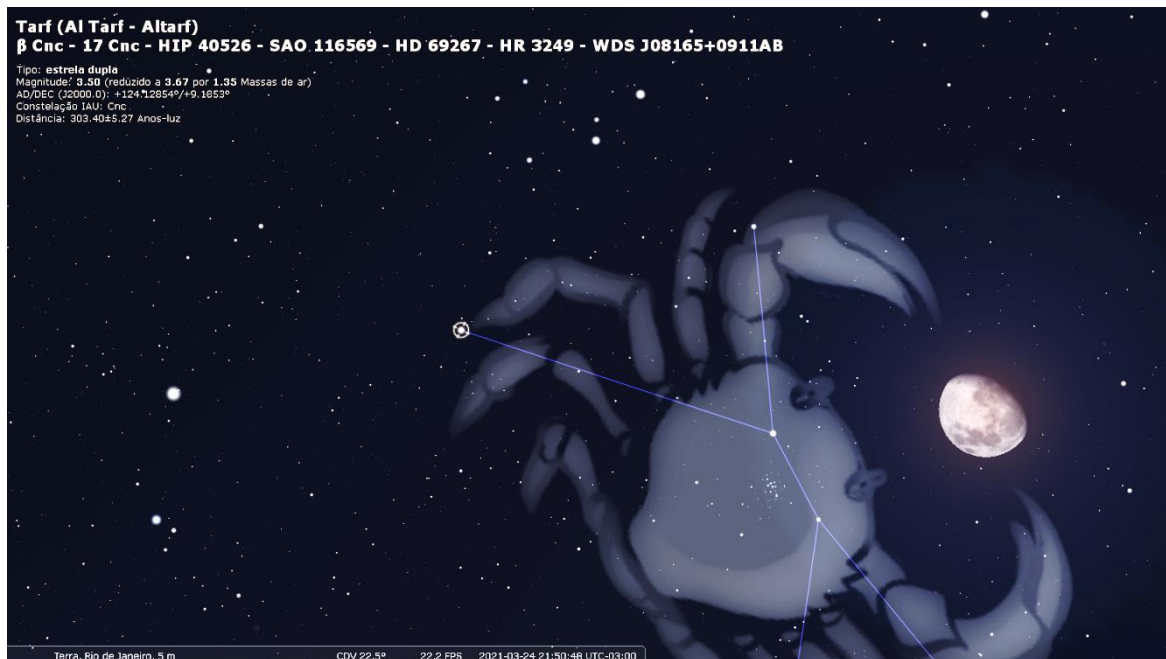 Tarf (Al Tarf - Altarf)
β Cnc - 17 Cnc - HIP 40526 - SAO 116569 - HD 69267 - HR 3249 - WDS J08165+0911AB
Tipo: estrela dupla
Magnitude: 3.50 (reduzido a 3.67 por 1.35 Massas de ar)
AD/DEC (J2000.0): +124.12854°/+9.1853°
Constelação IAU: Cnc
Distância: 303.40±5.27 Anos-luz
Terra, Rio de Janeiro, 5 m CDV 22.5° 22.2 FPS 2021-03-24 21:50:48 UTC-03:00